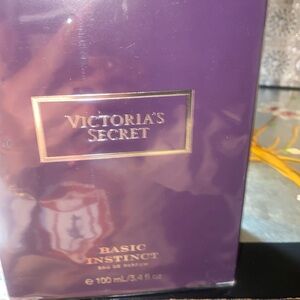 VICTORIA'S
SECRET
BASIC
INSTINCT
EAU DE PARFUM
e 100 mL/3.4 fl oz